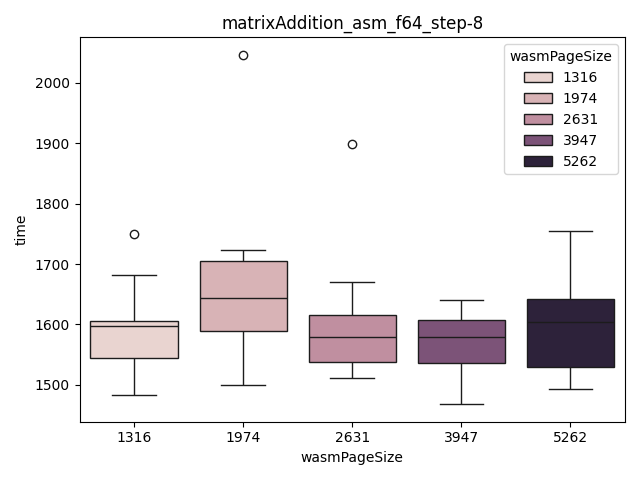 matrixAddition_asm_f64_step-8
wasmPageSize
1316
1974
2631
3947
5262
2000
1900
1800
1700
1600
1500
time
1316 1974 2631 3947 5262
wasmPageSize